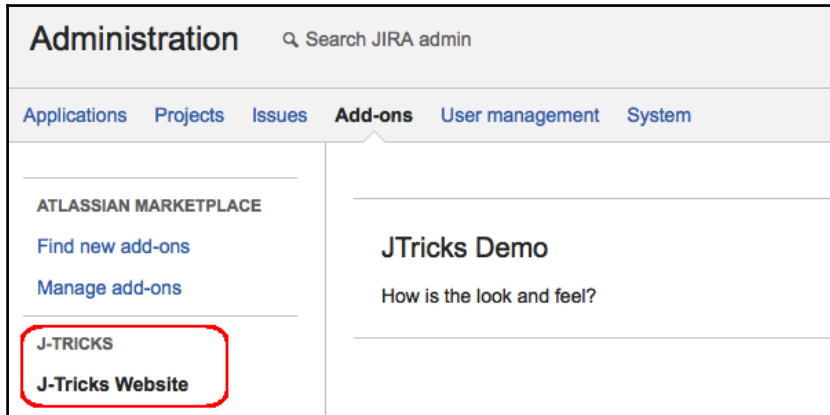 Administration Search JIRA admin
Applications Projects Issues Add-ons User management System
ATLASSIAN MARKETPLACE
Find new add-ons
Manage add-ons
J-TRICKS
J-Tricks Website
JTricks Demo
How is the look and feel?